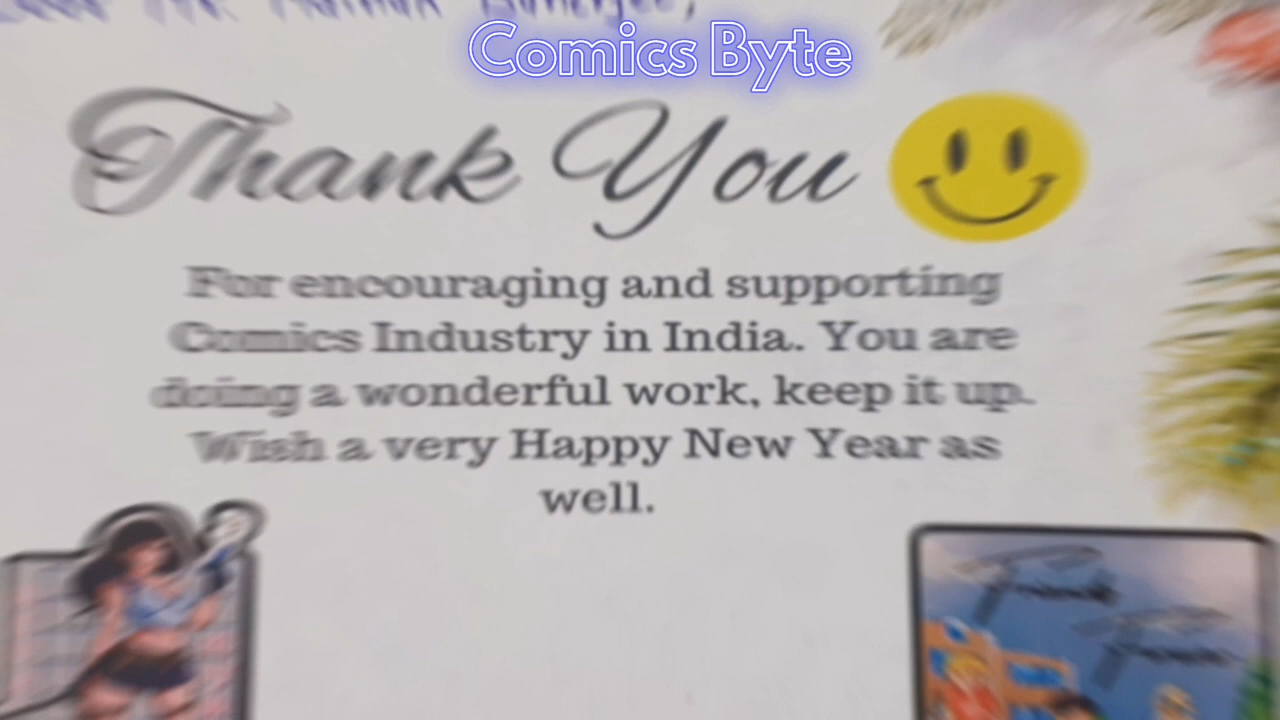 Comics Byte
Thank You
For encouraging and supporting
Comics Industry in India. You are
doing a wonderful work, keep it up.
Wish a very Happy New Year as
well.